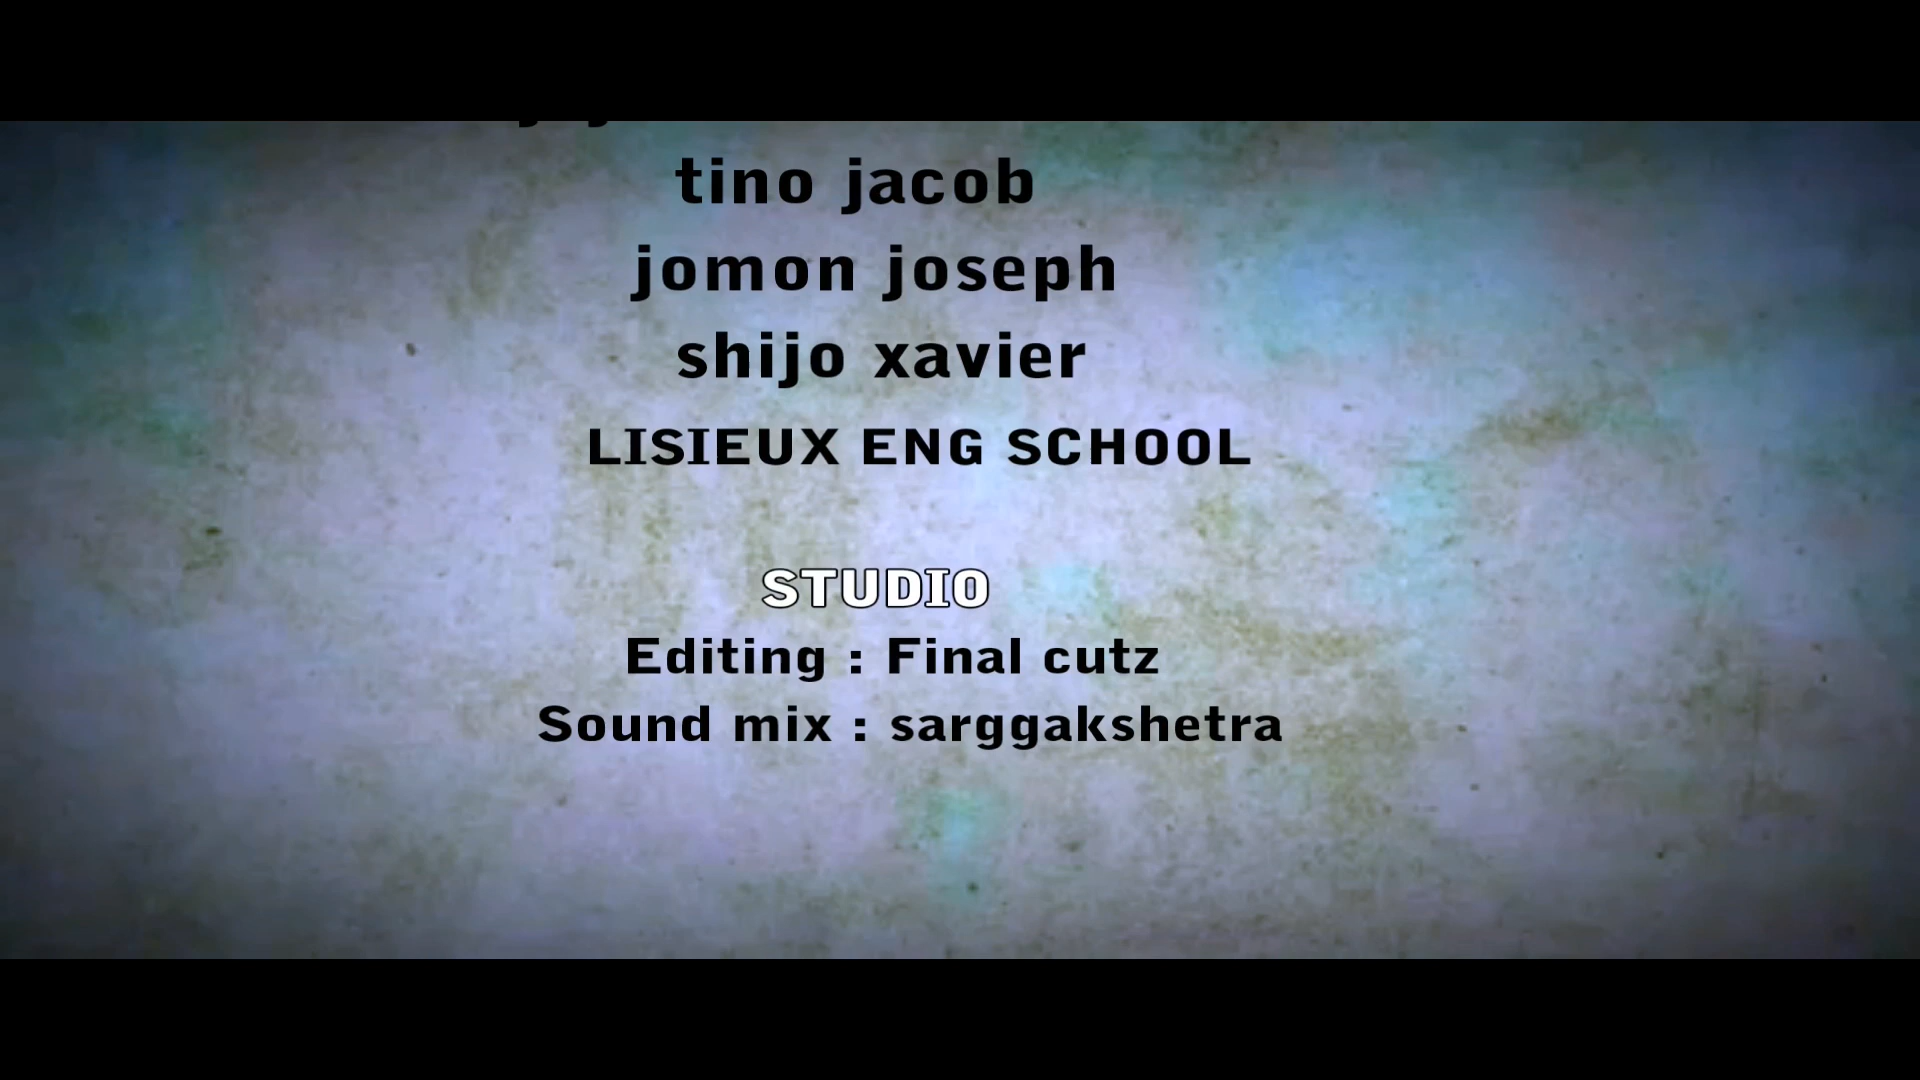 tino jacob
jomon joseph
shijo xavier
LISIEUX ENG SCHOOL
STUDIO
Editing : Final cutz
Sound mix : sarggakshetra